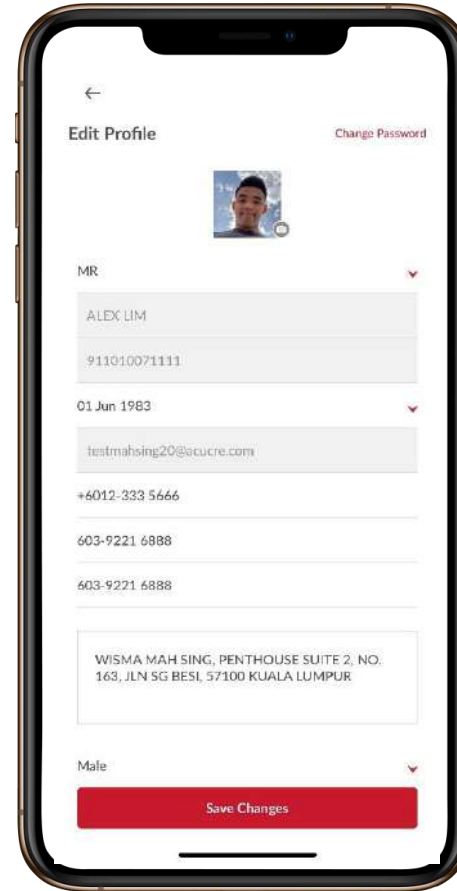 Edit Profile
Change Password
MR
ALEX LIM
911010071111
01 Jun 1983
testmahsing20@acucre.com
+6012-333 5666
603-9221 6888
603-9221 6888
WISMA MAH SING, PENTHOUSE SUITE 2, NO.
163, JLN SG BESI, 57100 KUALA LUMPUR
Male
Save Changes